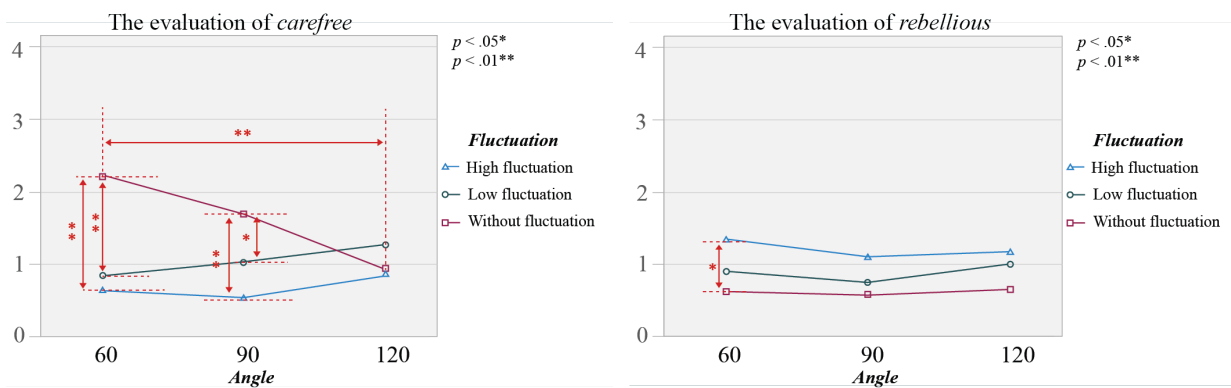 The evaluation of carefree
4
3
2
1
0
**
**
**
**
*
60
90
120
Angle
p < .05*
p < .01**
Fluctuation
High fluctuation
Low fluctuation
Without fluctuation
The evaluation of rebellious
4
3
2
1
0
*
60
90
120
Angle
p < .05*
p < .01**
Fluctuation
High fluctuation
Low fluctuation
Without fluctuation